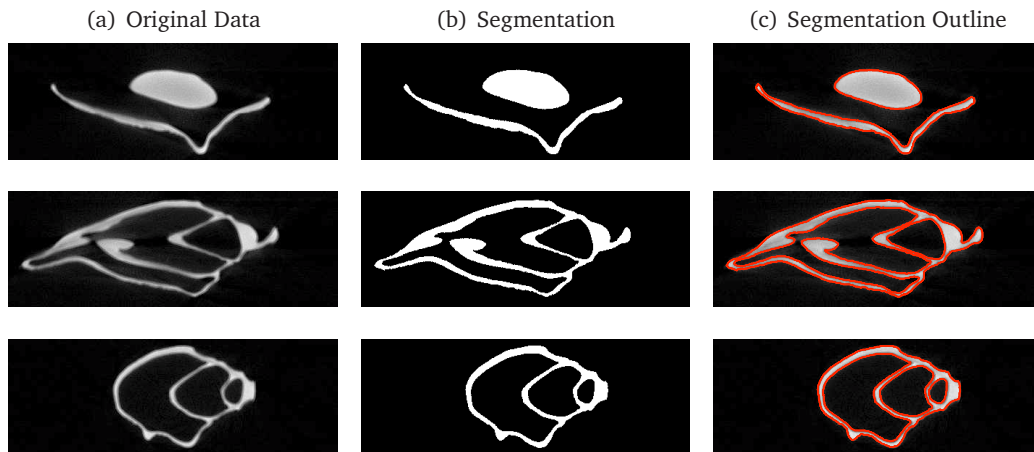 (a) Original Data
(b) Segmentation
(c) Segmentation Outline